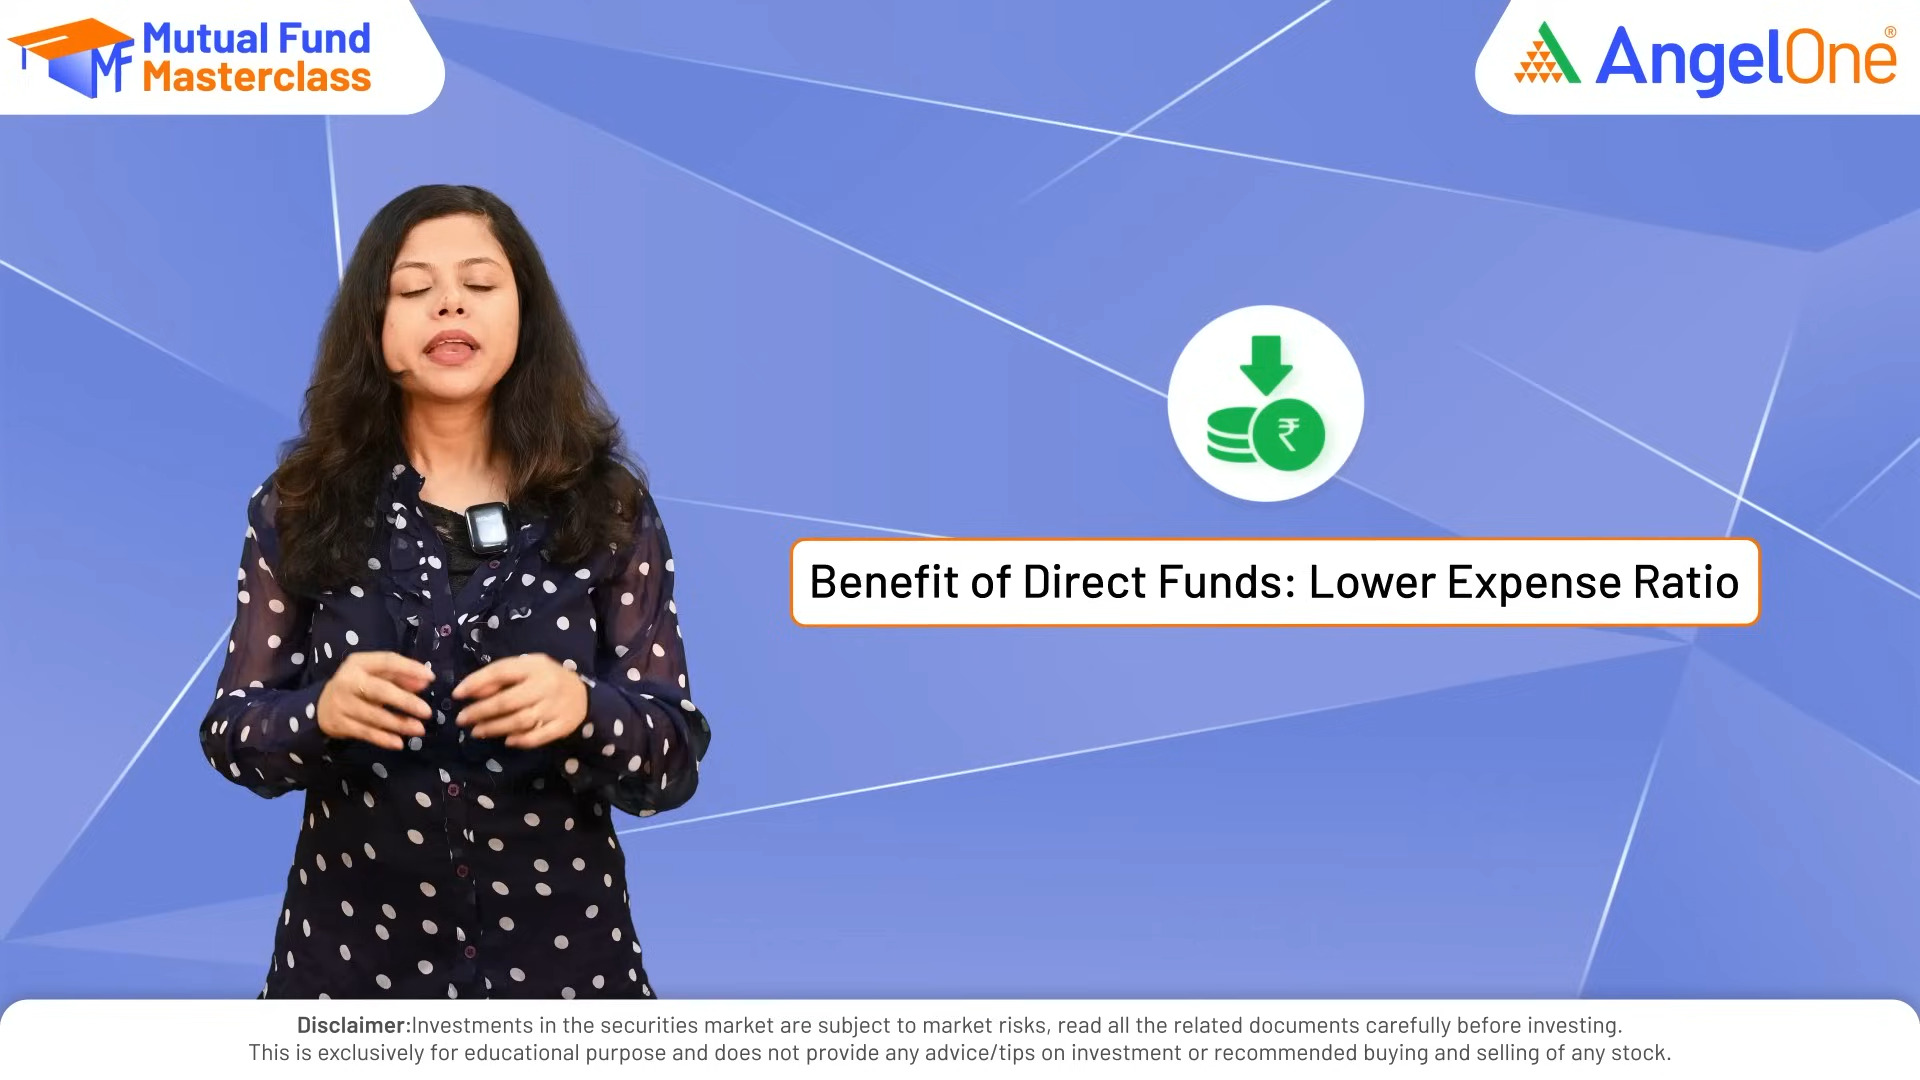 Mutual Fund
Masterclass
MF
AngelOne®
₹
Benefit of Direct Funds: Lower Expense Ratio
Disclaimer:Investments in the securities market are subject to market risks, read all the related documents carefully before investing.
This is exclusively for educational purpose and does not provide any advice/tips on investment or recommended buying and selling of any stock.